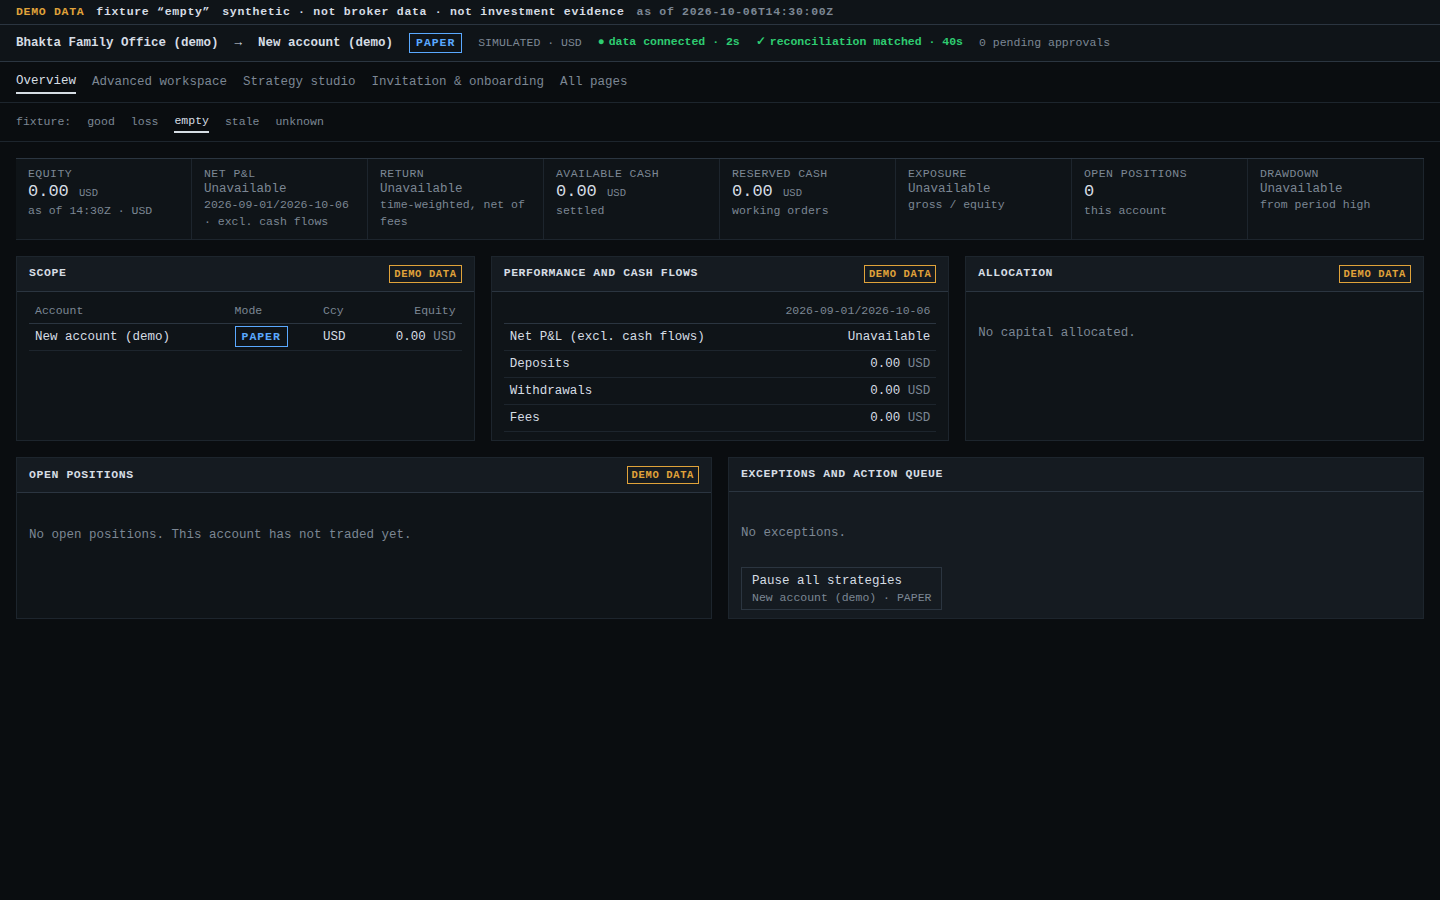 DEMO DATA fixture “empty” synthetic · not broker data · not investment evidence as of 2026-10-06T14:30:00Z
Bhakta Family Office (demo) → New account (demo) PAPER SIMULATED · USD ● data connected · 2s ✓ reconciliation matched · 40s 0 pending approvals
Overview Advanced workspace Strategy studio Invitation & onboarding All pages
fixture: good loss empty stale unknown
EQUITY
0.00 USD
as of 14:30Z · USD
NET P&L
Unavailable
2026-09-01/2026-10-06
· excl. cash flows
RETURN
Unavailable
time-weighted, net of
fees
AVAILABLE CASH
0.00 USD
settled
RESERVED CASH
0.00 USD
working orders
EXPOSURE
Unavailable
gross / equity
OPEN POSITIONS
0
this account
DRAWDOWN
Unavailable
from period high
SCOPE DEMO DATA
Account Mode Ccy Equity
New account (demo) PAPER USD 0.00 USD
PERFORMANCE AND CASH FLOWS DEMO DATA
2026-09-01/2026-10-06
Net P&L (excl. cash flows) Unavailable
Deposits 0.00 USD
Withdrawals 0.00 USD
Fees 0.00 USD
ALLOCATION DEMO DATA
No capital allocated.
OPEN POSITIONS DEMO DATA
No open positions. This account has not traded yet.
EXCEPTIONS AND ACTION QUEUE
No exceptions.
Pause all strategies
New account (demo) · PAPER